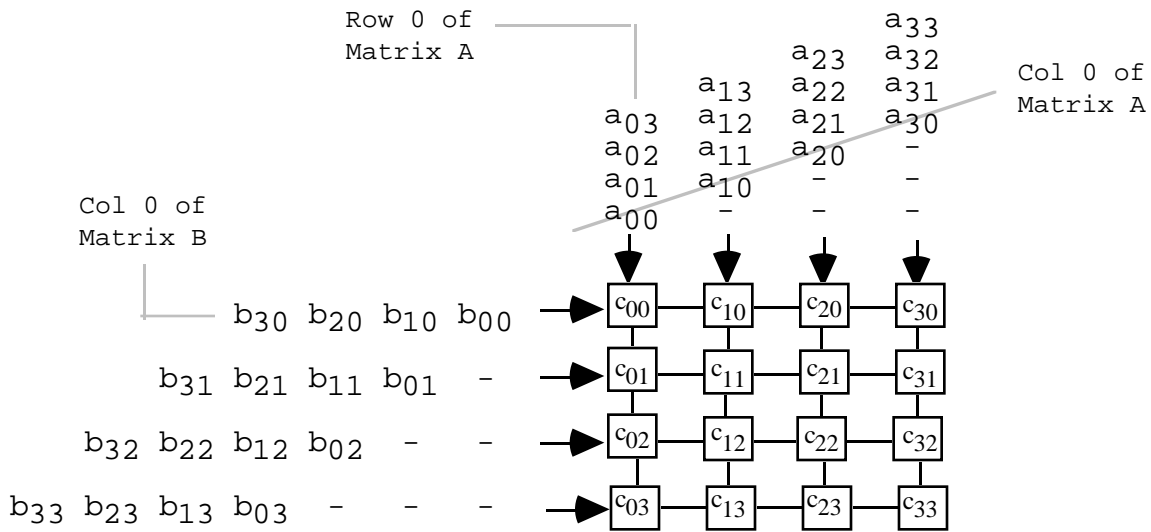 Row 0 of
Matrix A
a33
a23 a32
a13 a22 a31
Col 0 of
Matrix A
a03 a12 a21 a30
a02 a11 a20 -
a01 a10 - -
a00 - - -
Col 0 of
Matrix B
b30 b20 b10 b00
c00 c10 c20 c30
b31 b21 b11 b01 -
c01 c11 c21 c31
b32 b22 b12 b02 - -
c02 c12 c22 c32
b33 b23 b13 b03 - - -
c03 c13 c23 c33